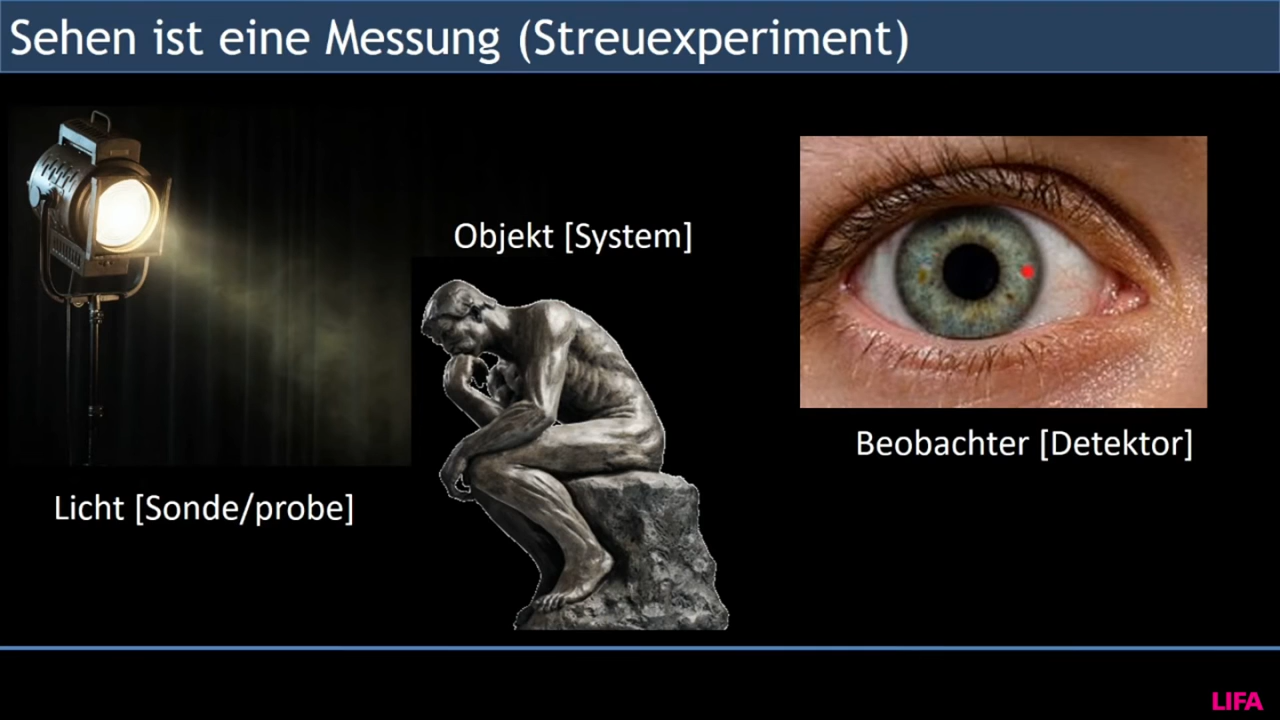 Sehen ist eine Messung (Streuexperiment)
Objekt [System]
Beobachter [Detektor]
Licht [Sonde/probe]
LIFA